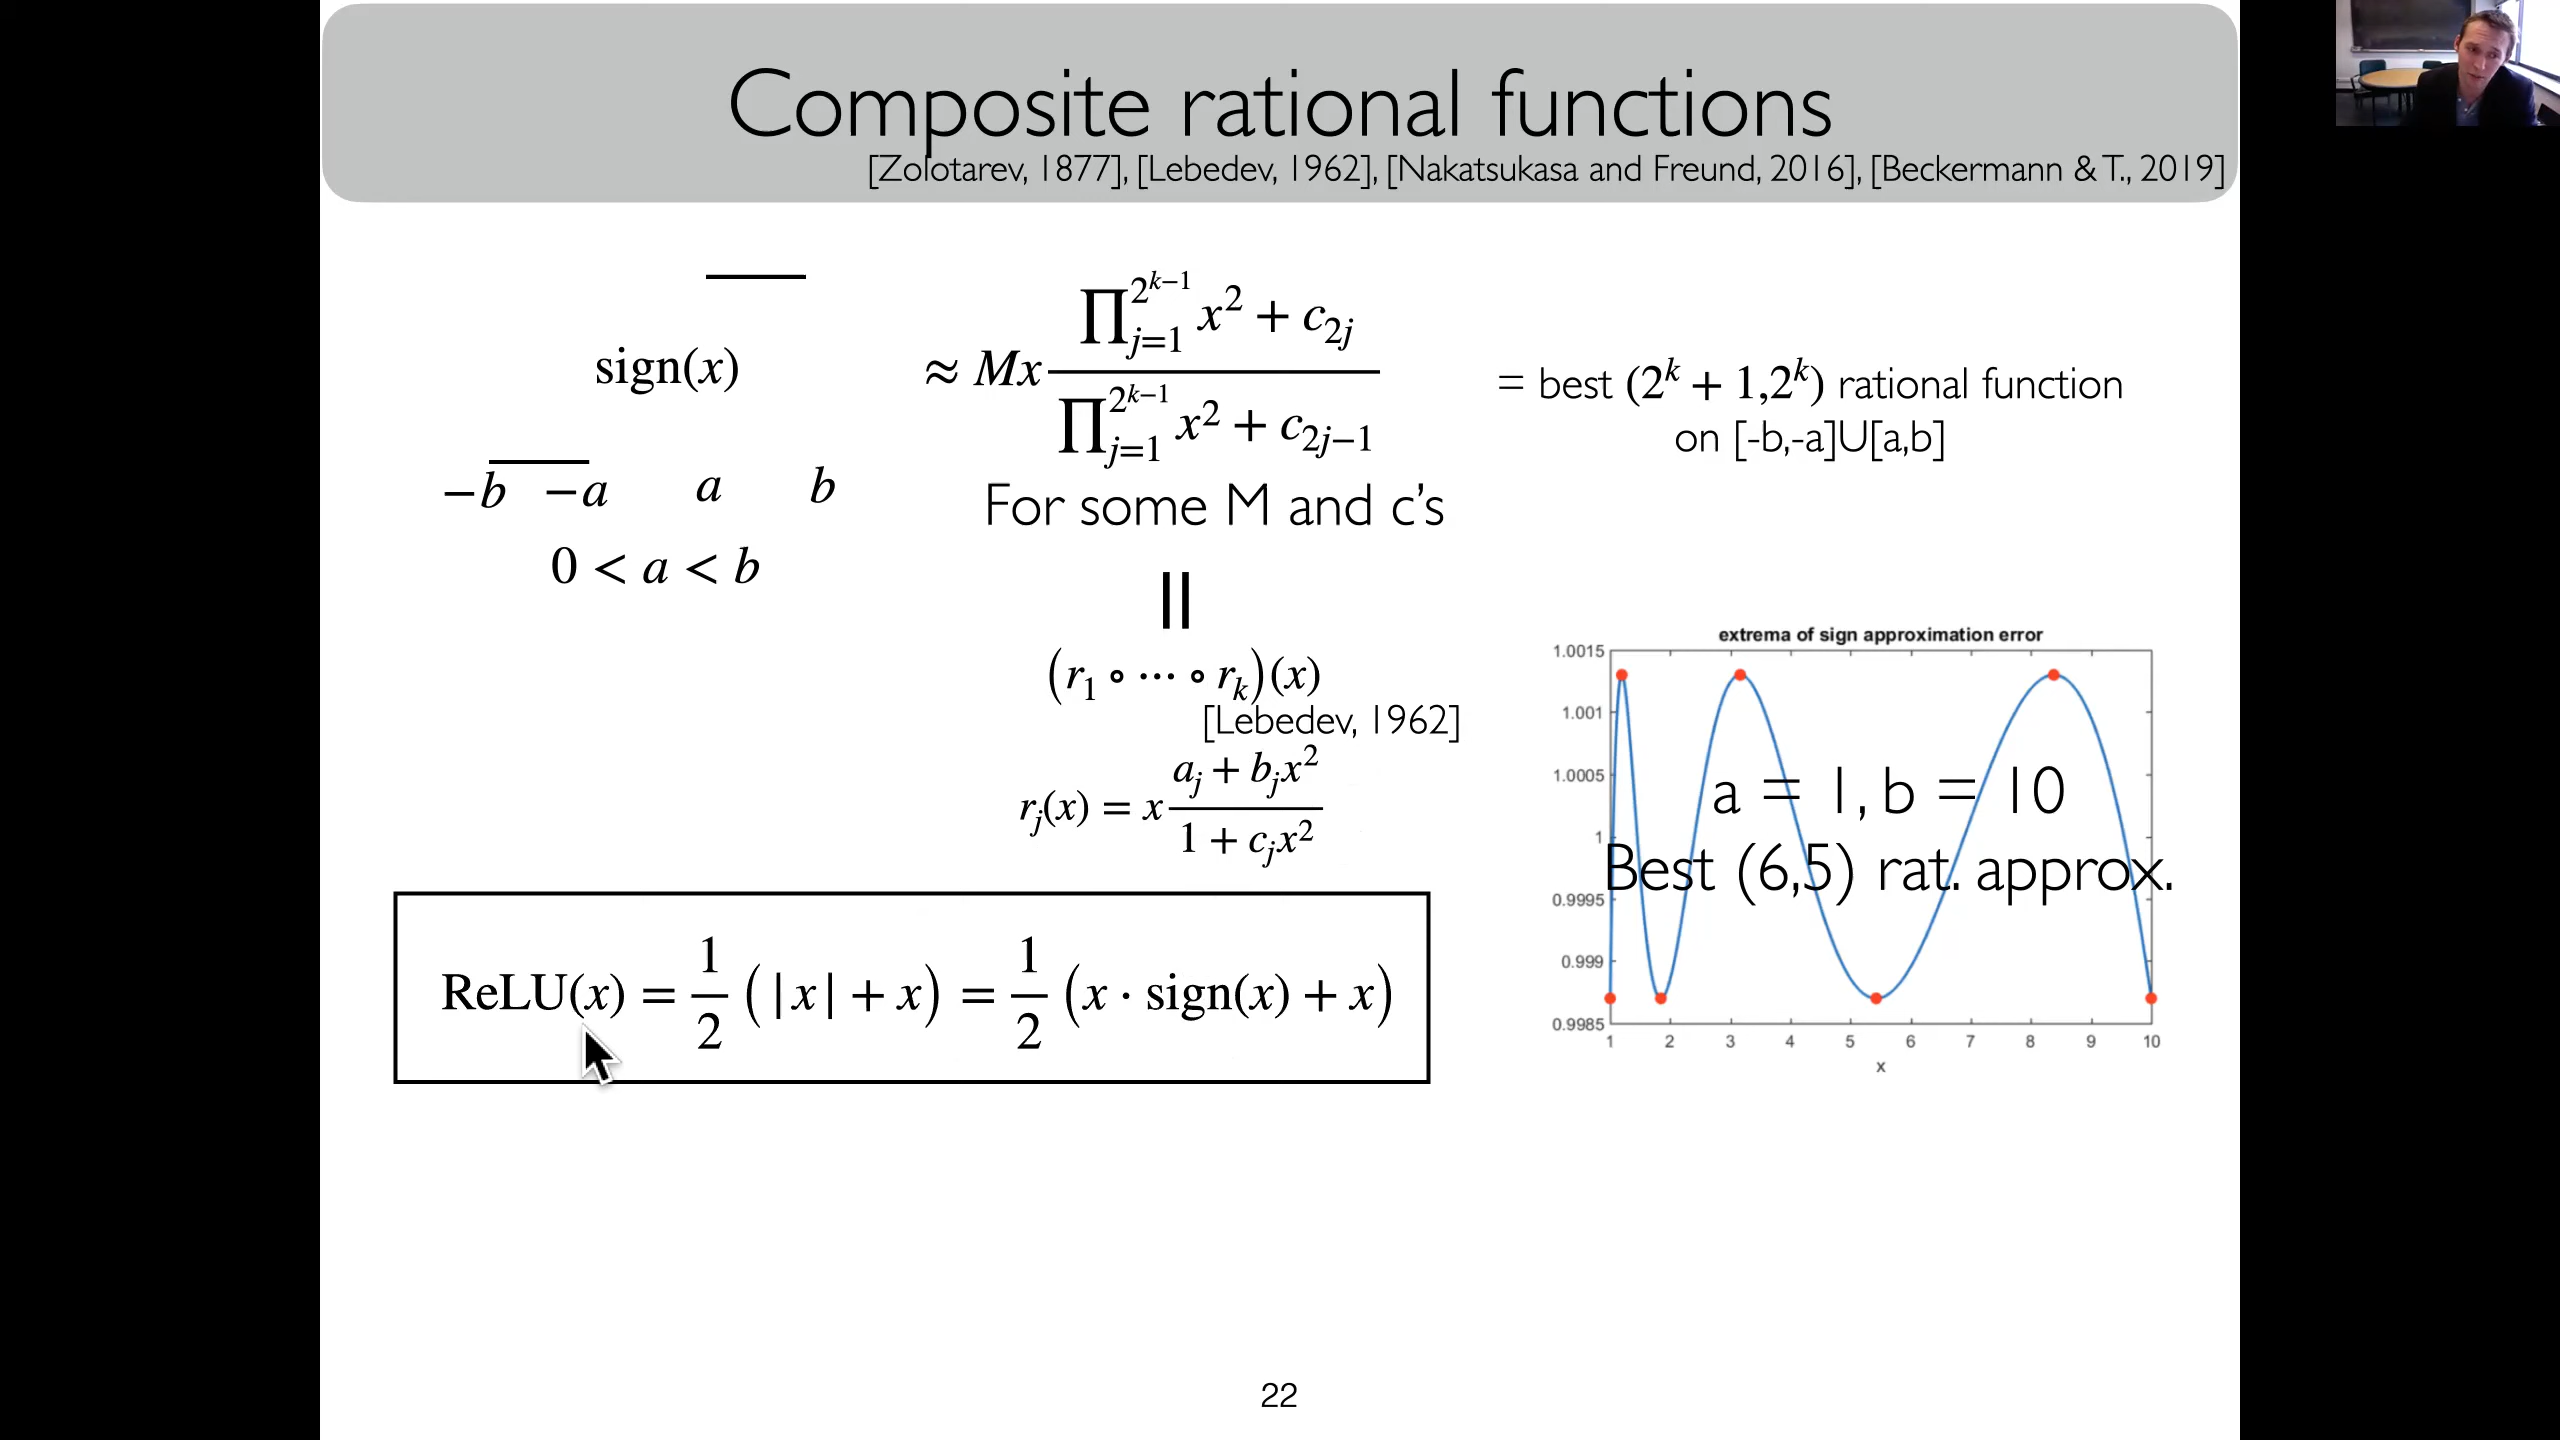 Composite rational functions
[Zolotarev, 1877], [Lebedev, 1962], [Nakatsukasa and Freund, 2016], [Beckermann & T., 2019]
sign(x)
−b −a a b
0 < a < b
≈ Mx ∏_{j=1}^{2^{k−1}} x² + c_{2j} / ∏_{j=1}^{2^{k−1}} x² + c_{2j−1}
For some M and c’s
= best (2^k + 1,2^k) rational function
on [-b,-a]U[a,b]
||
(r₁ ∘ ⋯ ∘ r_k)(x)
[Lebedev, 1962]
r_j(x) = x (a_j + b_j x²) / (1 + c_j x²)
ReLU(x) = 1/2 (|x| + x) = 1/2 (x · sign(x) + x)
extrema of sign approximation error
1.0015
1.001
1.0005
1
0.9995
0.999
0.9985
a = 1, b = 10
Best (6,5) rat. approx.
1 2 3 4 5 6 7 8 9 10
x
22